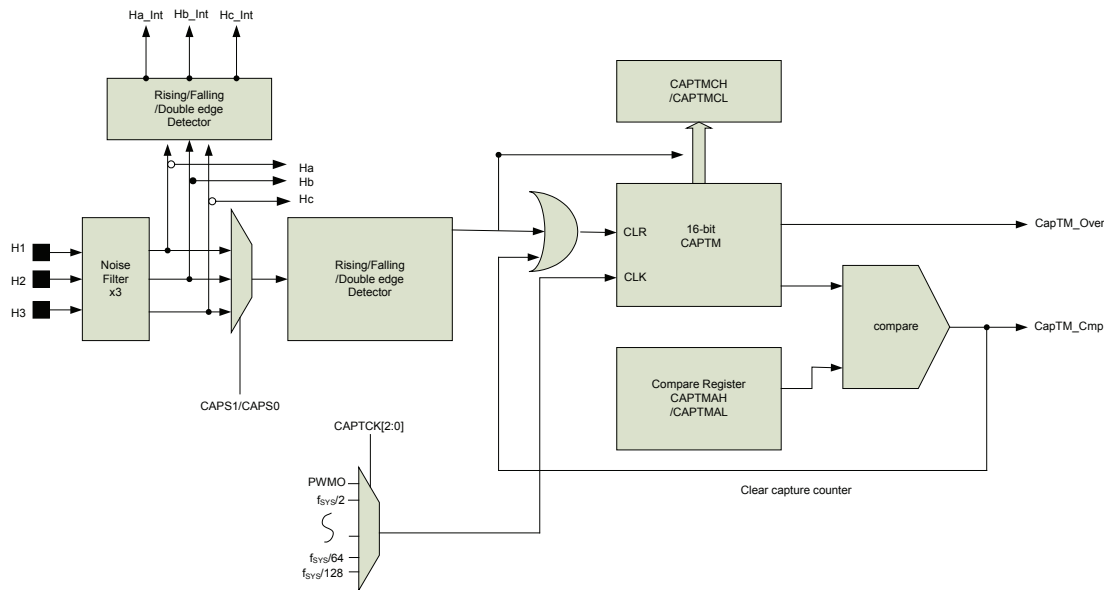 Ha_Int
Hb_Int
Hc_Int
Rising/Falling
/Double edge
Detector
CAPTMCH
/CAPTMCL
Ha
Hb
Hc
H1
H2
H3
Noise
Filter
x3
Rising/Falling
/Double edge
Detector
CLR
CLK
16-bit
CAPTM
CapTM_Over
compare
CapTM_Cmp
Compare Register
CAPTMAH
/CAPTMAL
CAPS1/CAPS0
CAPTCK[2:0]
Clear capture counter
PWMO
fSYS/2
fSYS/64
fSYS/128